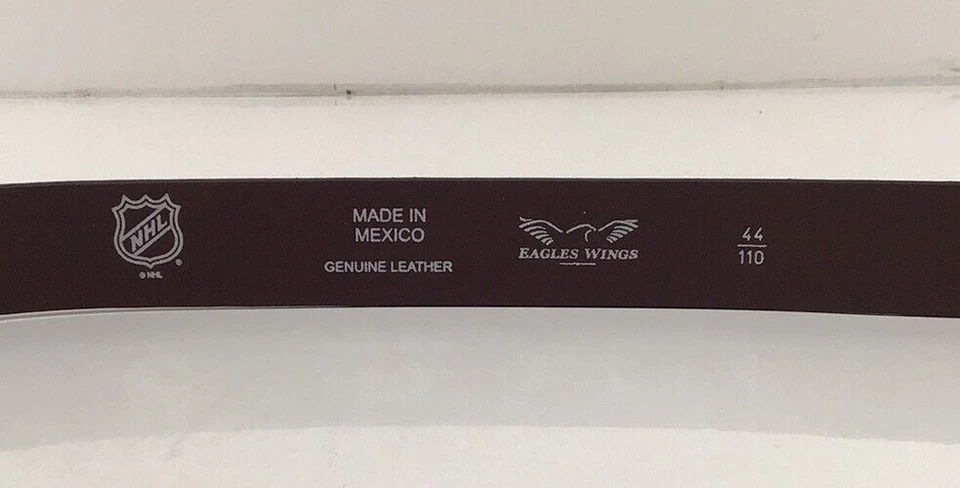 NHL
® NHL
MADE IN
MEXICO
GENUINE LEATHER
EAGLES WINGS
44
110